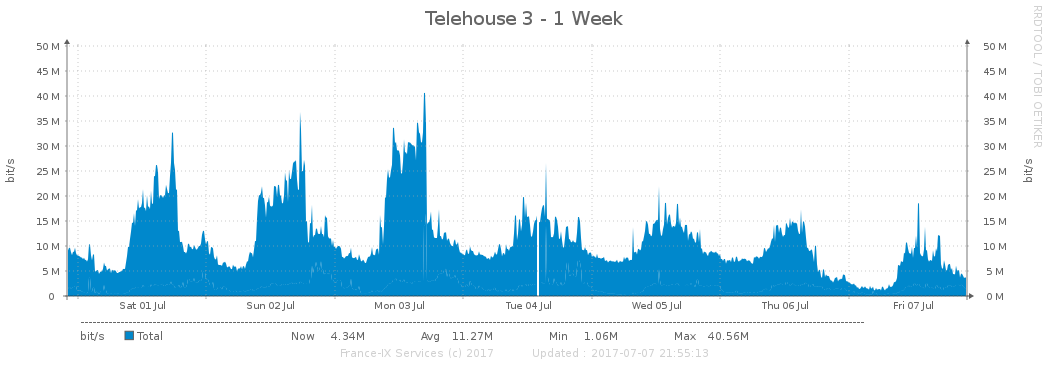 Telehouse 3 - 1 Week
RRDTOOL / TOBI OETIKER
bit/s
bit/s
50 M 50 M
45 M 45 M
40 M 40 M
35 M 35 M
30 M 30 M
25 M 25 M
20 M 20 M
15 M 15 M
10 M 10 M
5 M 5 M
0 0 M
Sat 01 Jul Sun 02 Jul Mon 03 Jul Tue 04 Jul Wed 05 Jul Thu 06 Jul Fri 07 Jul
bit/s Total Now 4.34M Avg 11.27M Min 1.06M Max 40.56M
France-IX Services (c) 2017 Updated : 2017-07-07 21:55:13